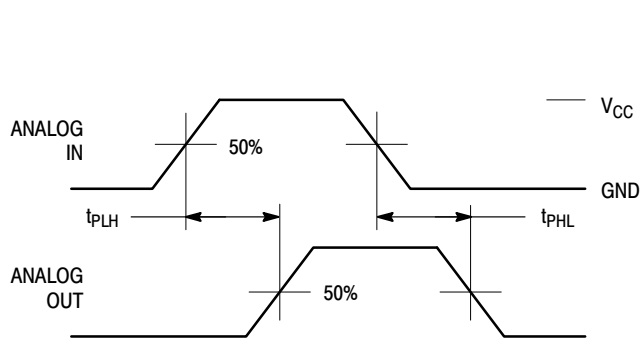 ANALOG
IN
50%
V_CC
GND
t_PLH
t_PHL
ANALOG
OUT
50%